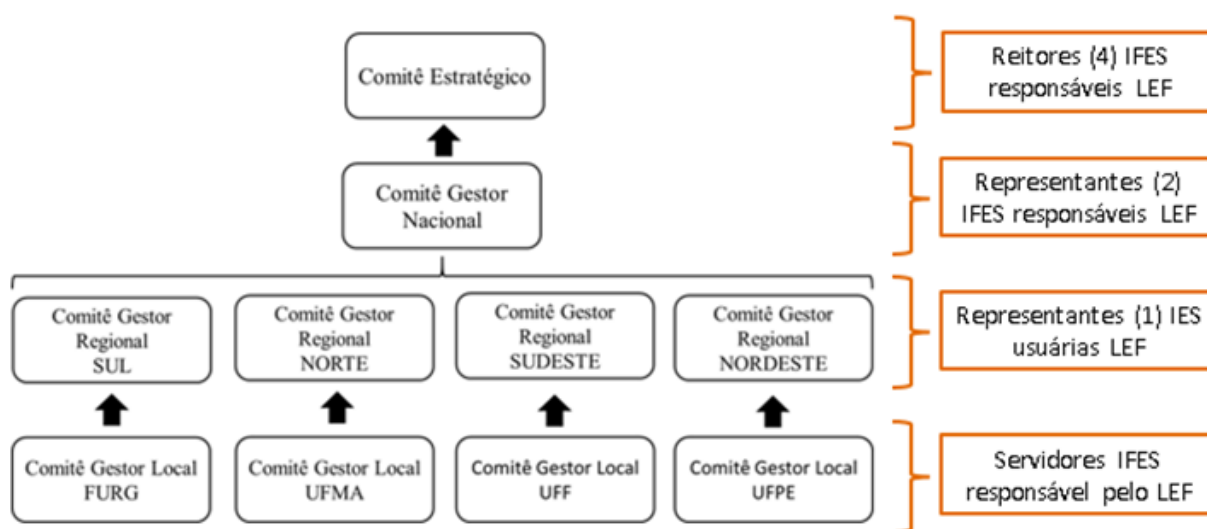 Comitê Estratégico
Reitores (4) IFES
responsáveis LEF
Comitê Gestor
Nacional
Representantes (2)
IFES responsáveis LEF
Comitê Gestor
Regional
SUL
Comitê Gestor
Regional
NORTE
Comitê Gestor
Regional
SUDESTE
Comitê Gestor
Regional
NORDESTE
Representantes (1) IES
usuárias LEF
Comitê Gestor Local
FURG
Comitê Gestor Local
UFMA
Comitê Gestor Local
UFF
Comitê Gestor Local
UFPE
Servidores IFES
responsável pelo LEF